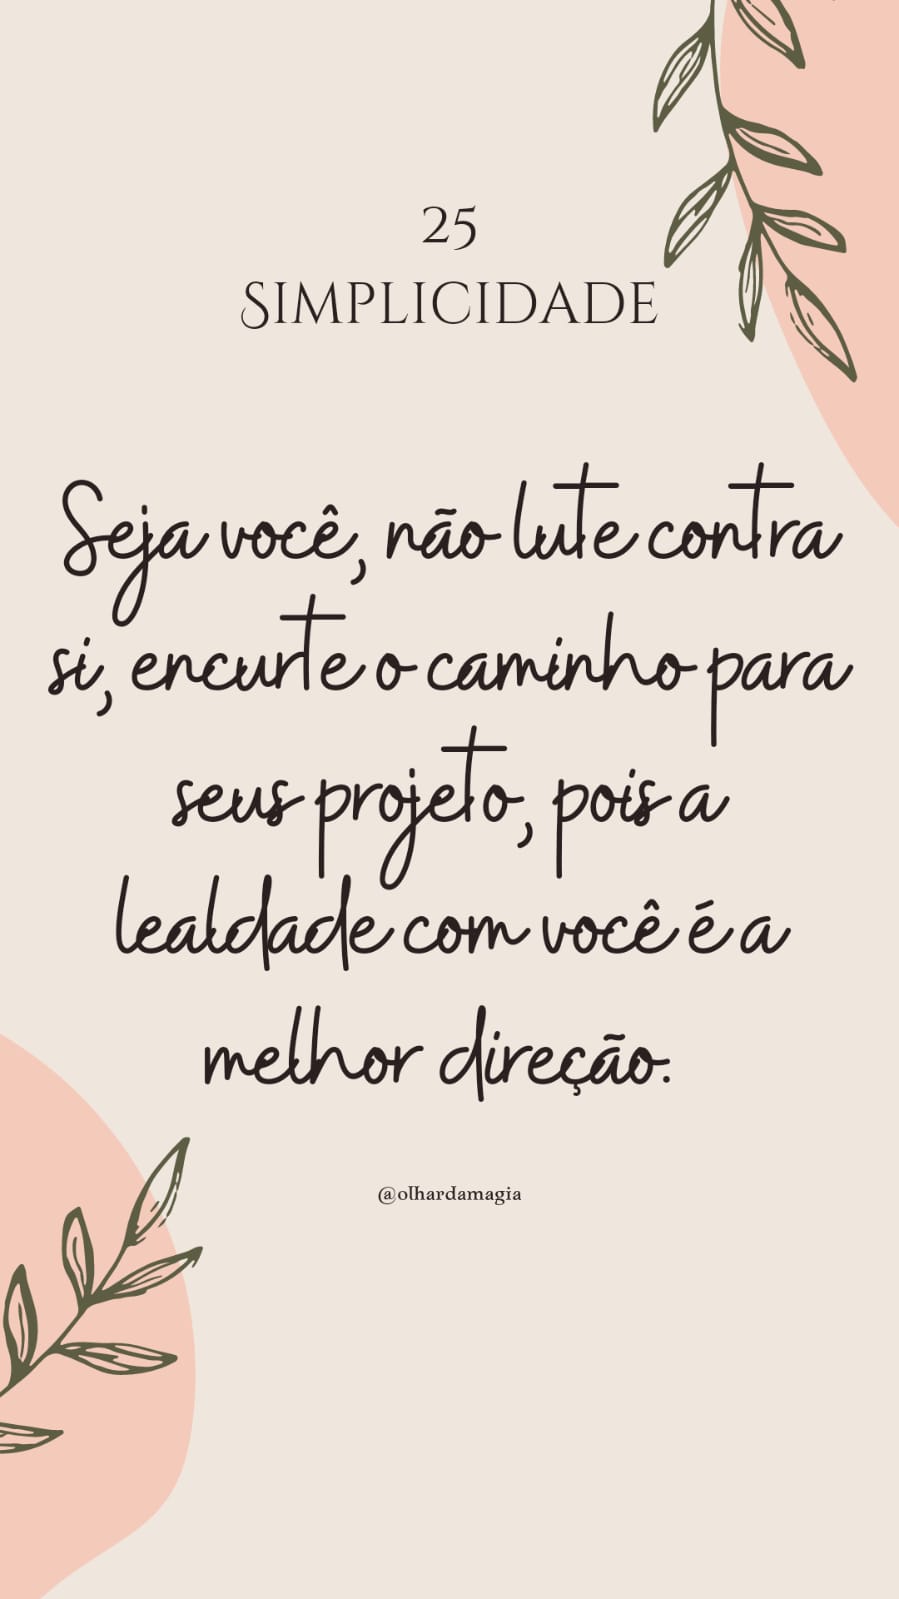 25
Simplicidade
Seja você, não lute contra
si, encurte o caminho para
seus projeto, pois a
lealdade com você é a
melhor direção.
@olhardamagia